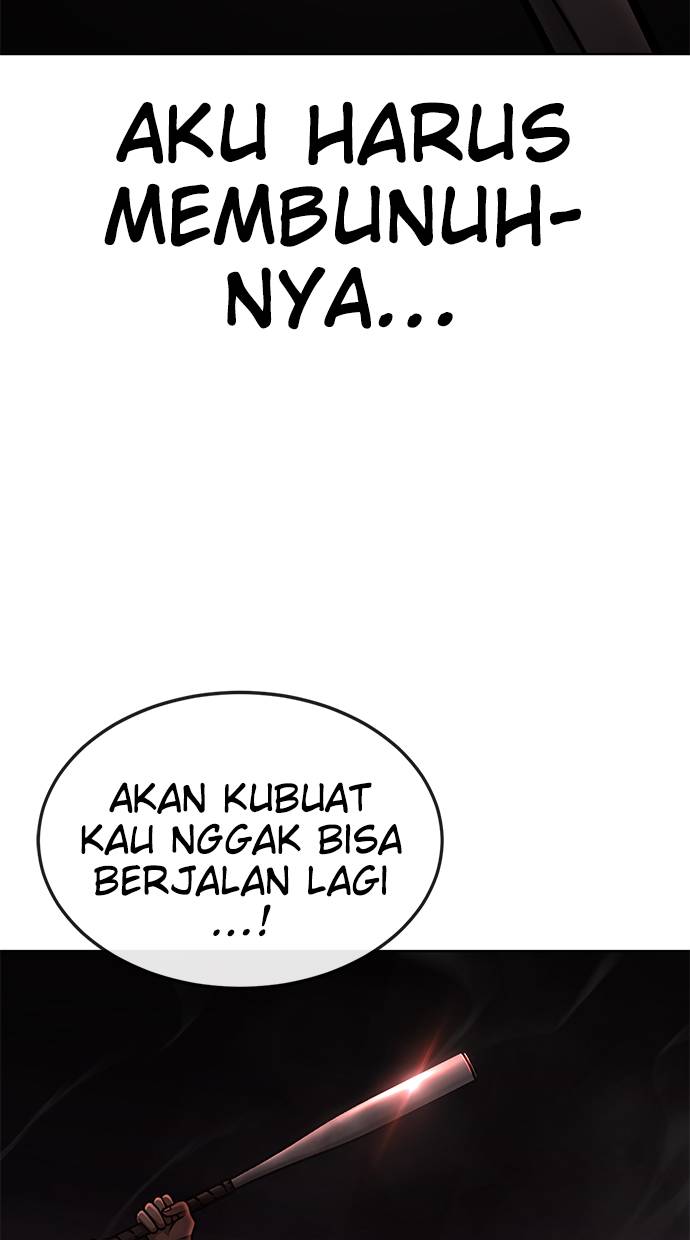 AKU HARUS
MEMBUNUH-
NYA...
AKAN KUBUAT
KAU NGGAK BISA
BERJALAN LAGI
...!